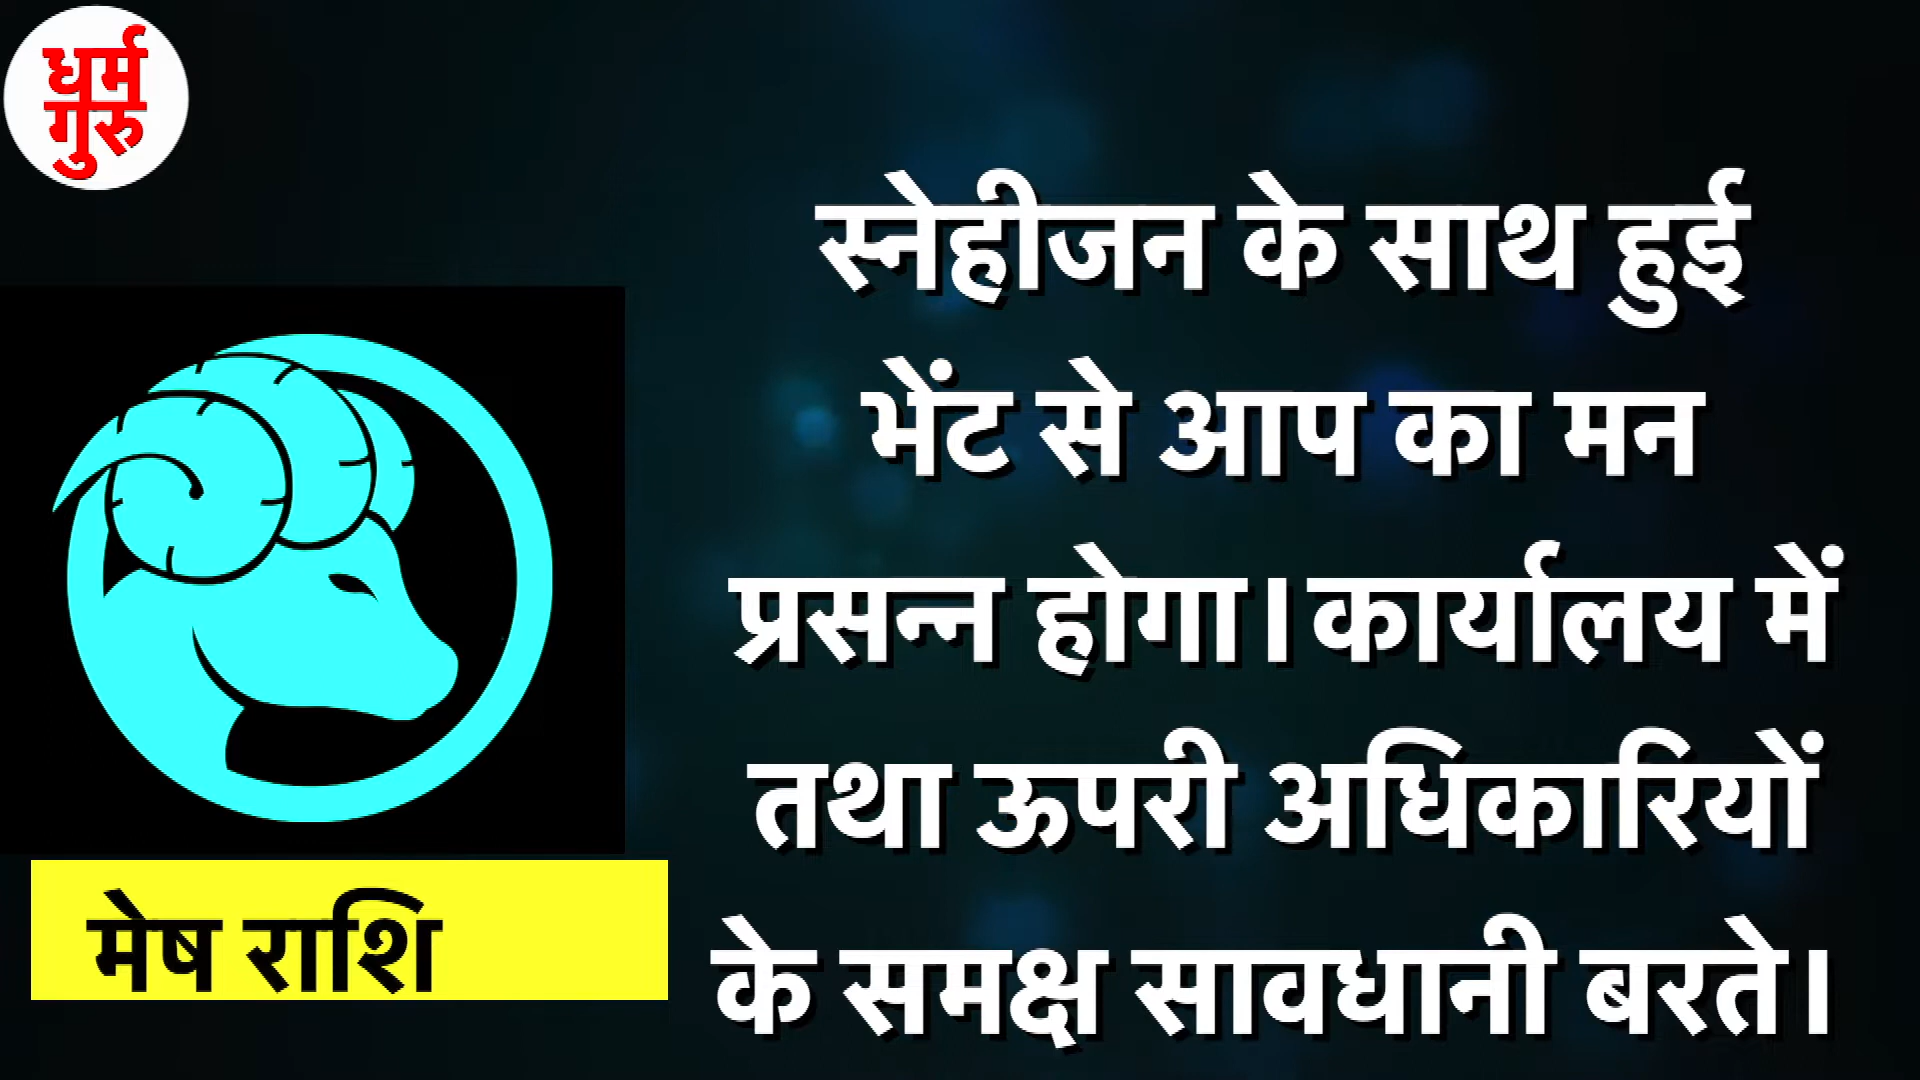 धर्म
गुरु
स्नेहीजन के साथ हुई
भेंट से आप का मन
प्रसन्न होगा।कार्यालय में
तथा ऊपरी अधिकारियों
के समक्ष सावधानी बरते।
मेष राशि